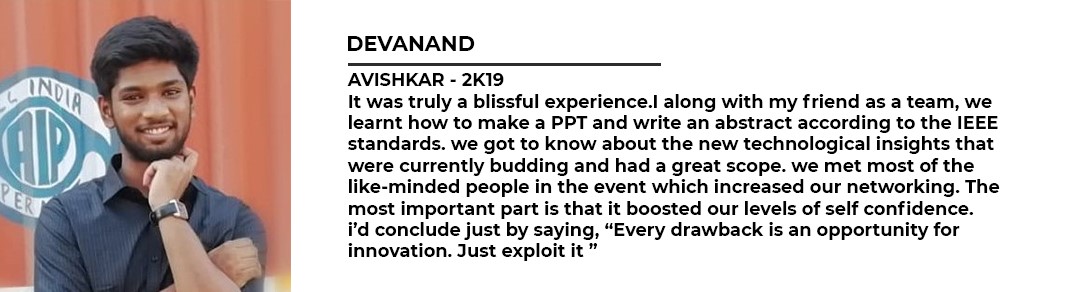 LL INDIA
AIP
PER
DEVANAND
AVISHKAR - 2K19
It was truly a blissful experience.I along with my friend as a team, we
learnt how to make a PPT and write an abstract according to the IEEE
standards. we got to know about the new technological insights that
were currently budding and had a great scope. we met most of the
like-minded people in the event which increased our networking. The
most important part is that it boosted our levels of self confidence.
i’d conclude just by saying, “Every drawback is an opportunity for
innovation. Just exploit it ”